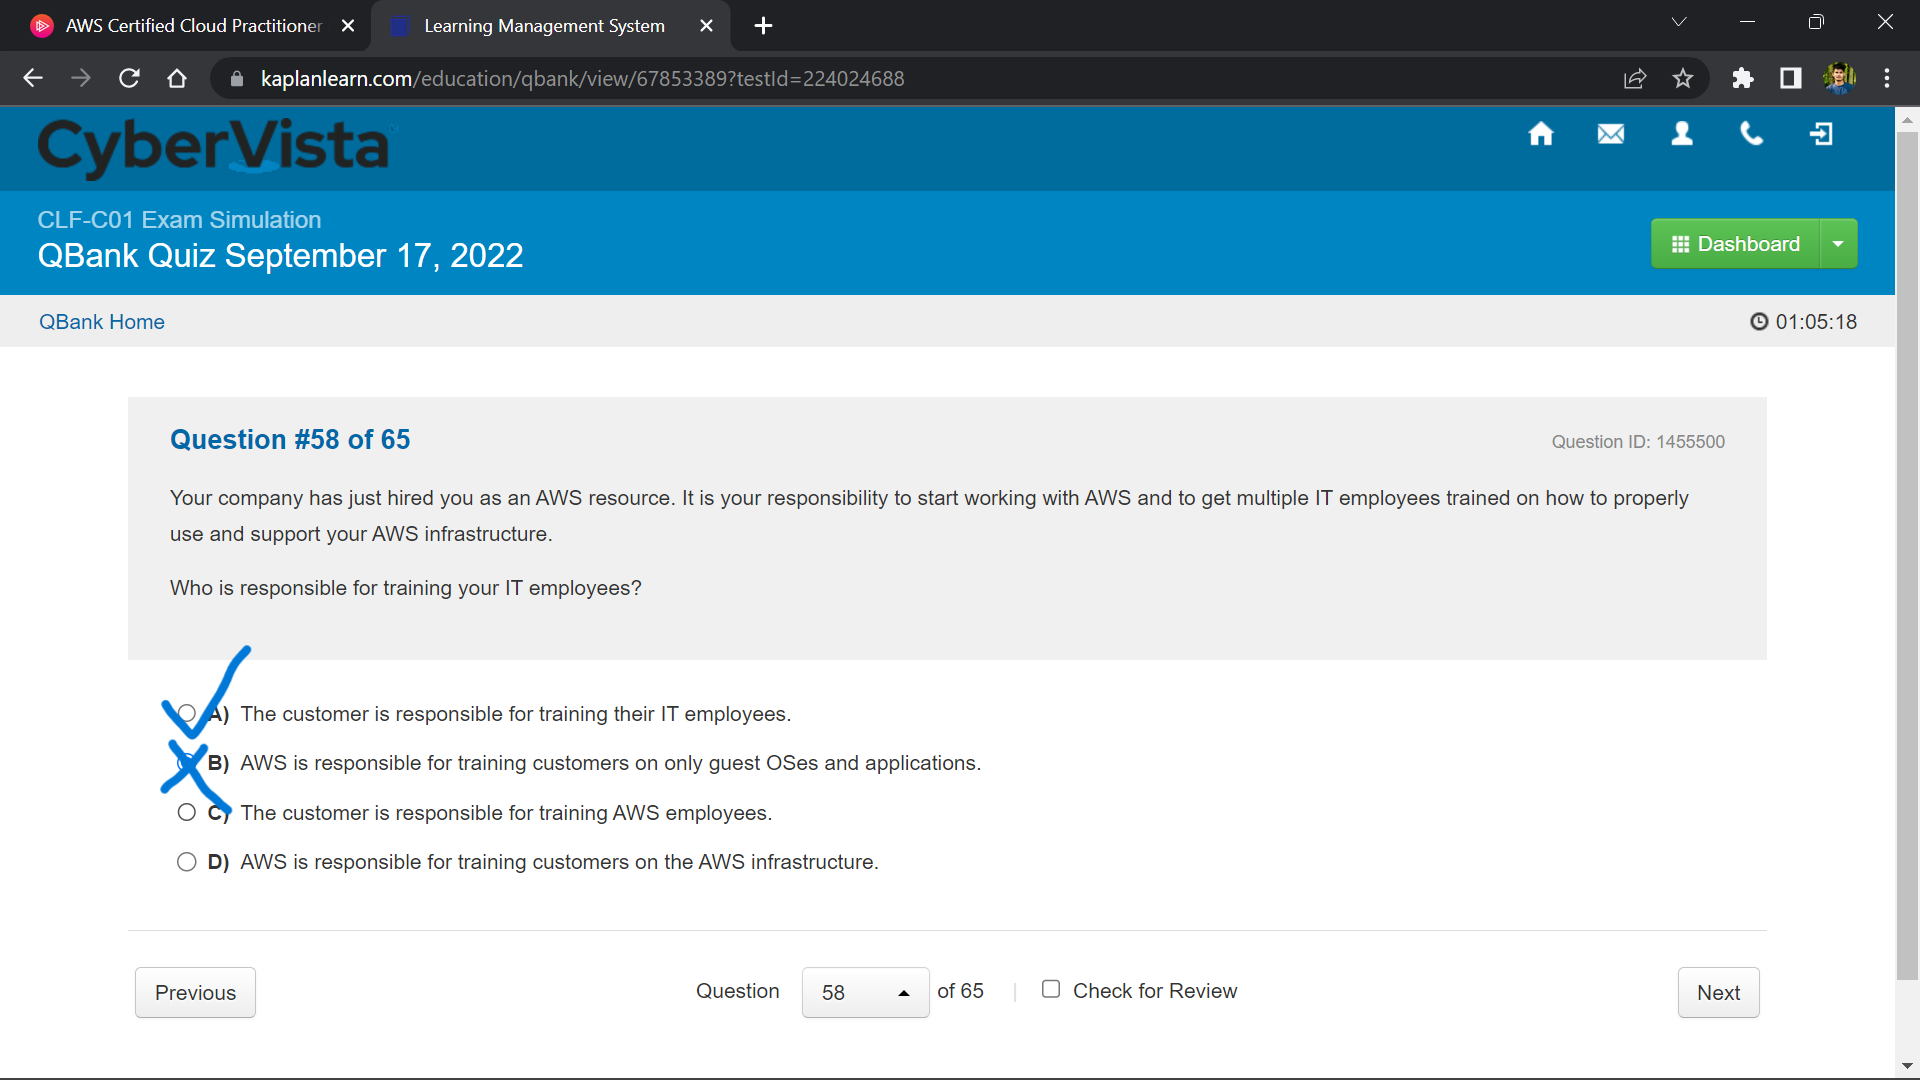 AWS Certified Cloud Practitioner
Learning Management System
kaplanlearn.com/education/qbank/view/67853389?testId=224024688
CyberVista
CLF-C01 Exam Simulation
QBank Quiz September 17, 2022
Dashboard
QBank Home
01:05:18
Question #58 of 65
Question ID: 1455500
Your company has just hired you as an AWS resource. It is your responsibility to start working with AWS and to get multiple IT employees trained on how to properly
use and support your AWS infrastructure.
Who is responsible for training your IT employees?
A) The customer is responsible for training their IT employees.
B) AWS is responsible for training customers on only guest OSes and applications.
C) The customer is responsible for training AWS employees.
D) AWS is responsible for training customers on the AWS infrastructure.
Previous
Question 58 of 65 | Check for Review
Next